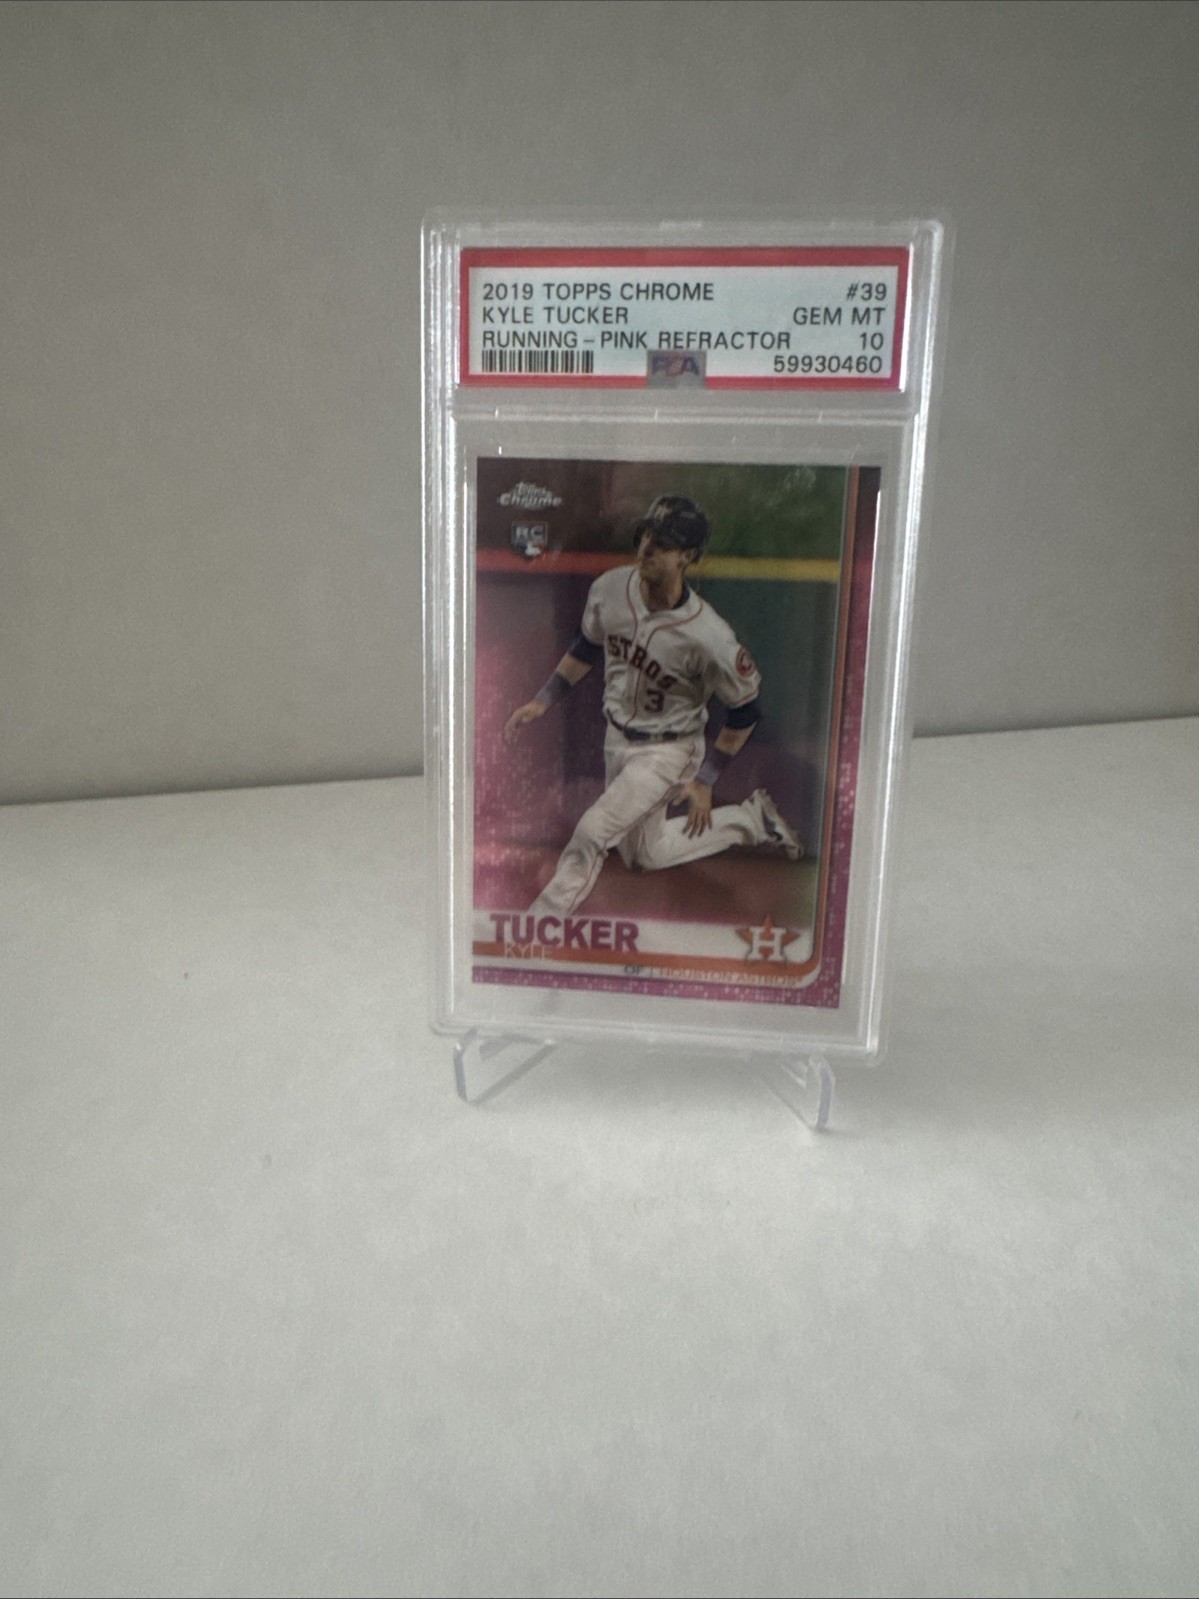 2019 TOPPS CHROME #39
KYLE TUCKER GEM MT
RUNNING-PINK REFRACTOR 10
PSA 59930460
Topps
Chrome
RC
ASTROS
3
TUCKER
KYLE
H
OF | HOUSTON ASTROS®